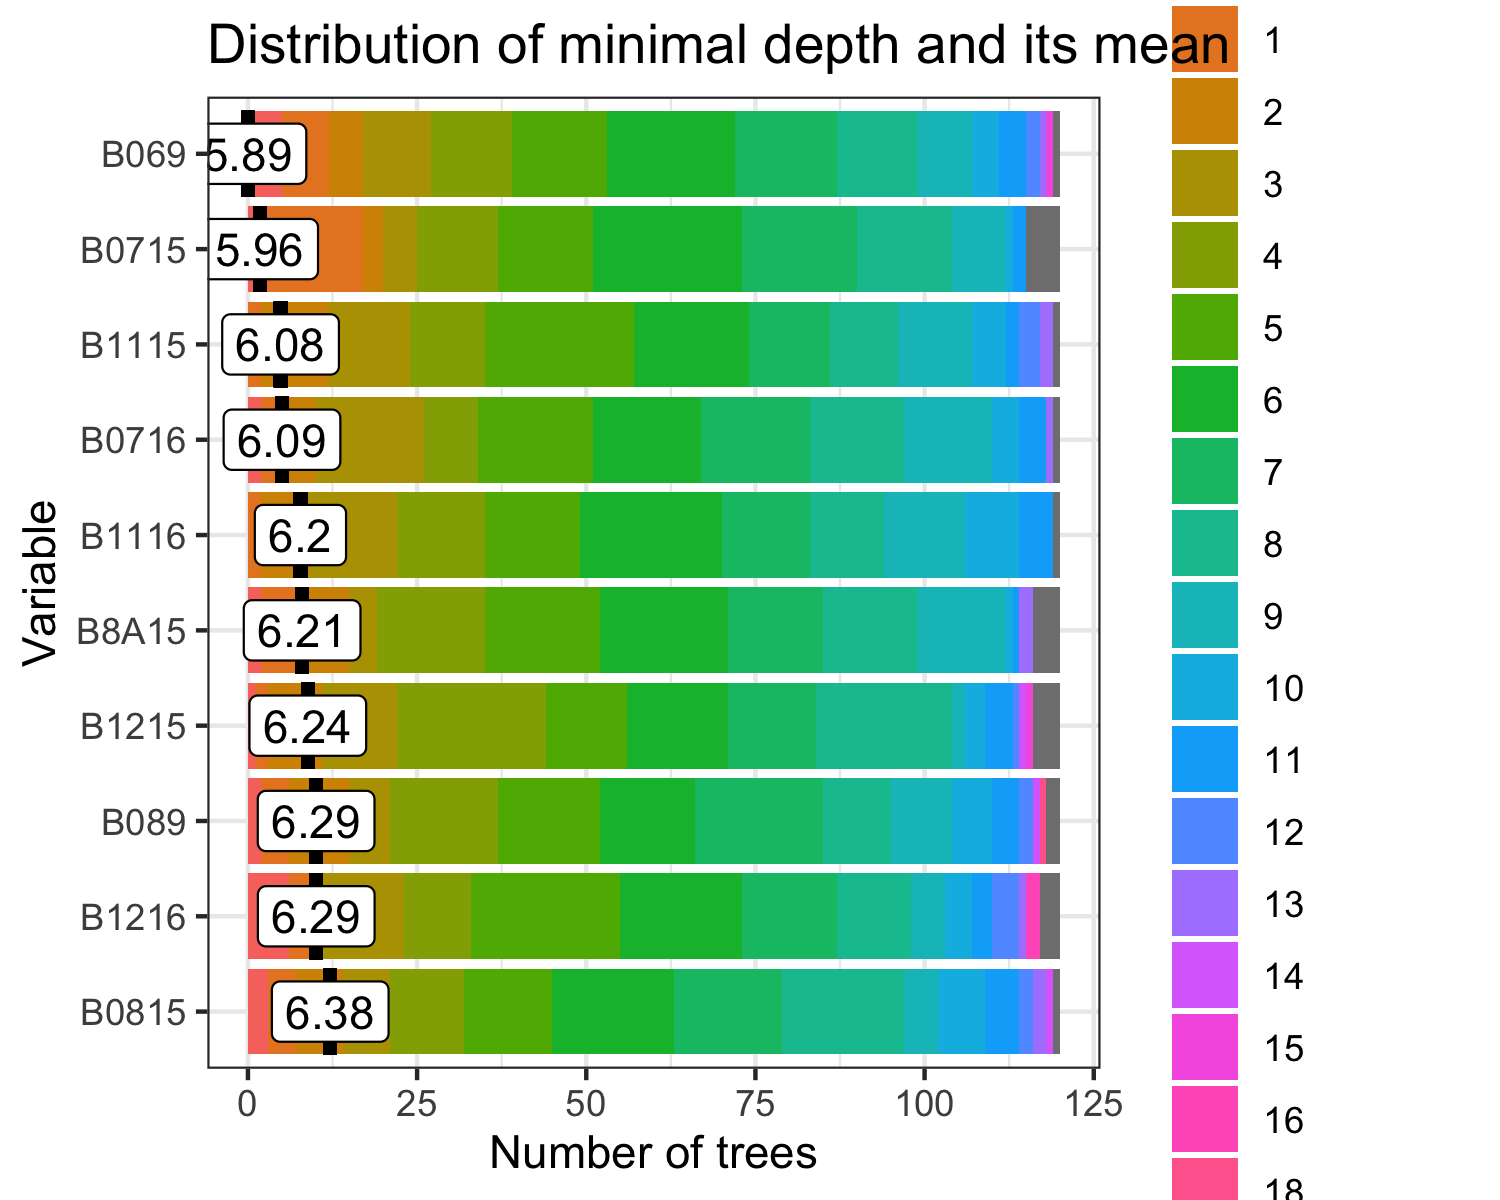 Distribution of minimal depth and its mean
Variable
B069
5.89
B0715
5.96
B1115
6.08
B0716
6.09
B1116
6.2
B8A15
6.21
B1215
6.24
B089
6.29
B1216
6.29
B0815
6.38
0 25 50 75 100 125
Number of trees
1
2
3
4
5
6
7
8
9
10
11
12
13
14
15
16
18